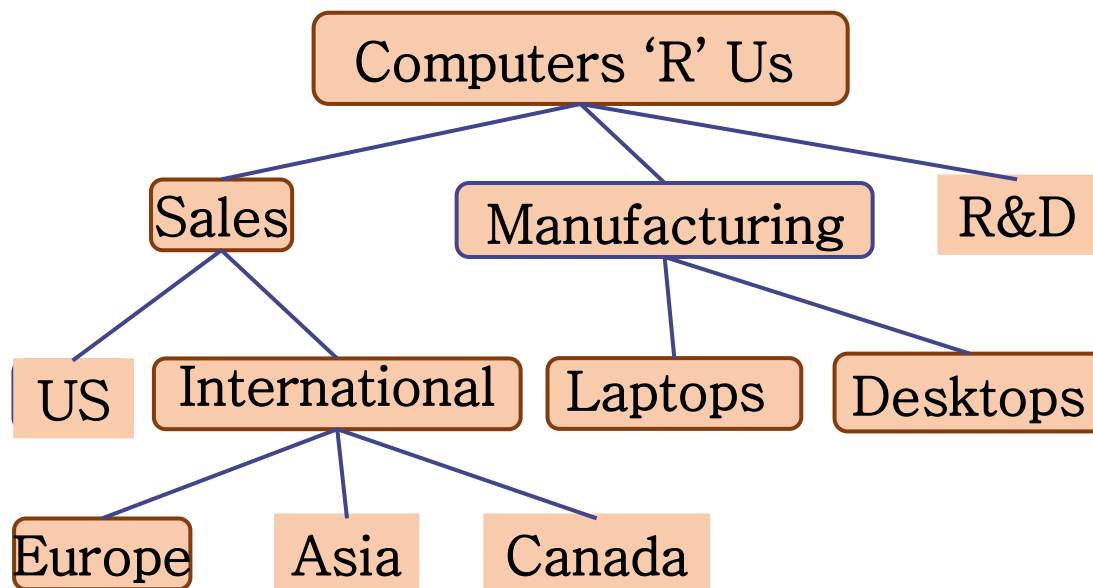 Computers ‘R’ Us
Sales
Manufacturing
R&D
US
International
Laptops
Desktops
Europe
Asia
Canada